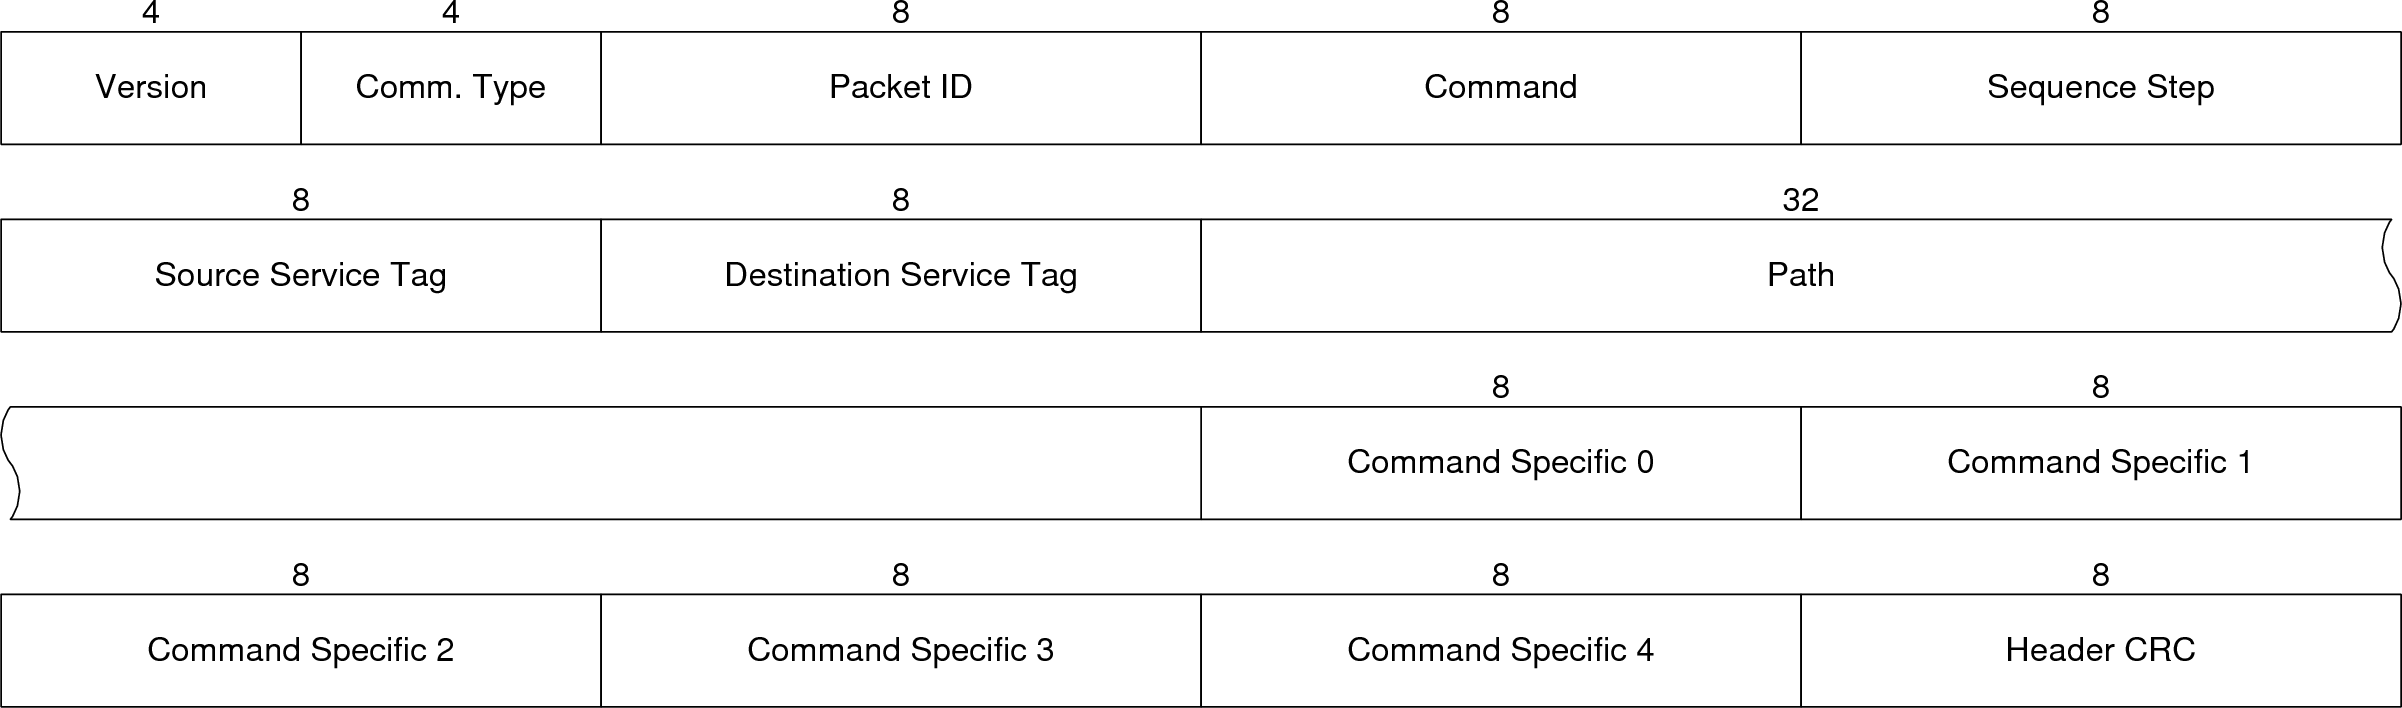 4 4 8 8 8
Version Comm. Type Packet ID Command Sequence Step
8 8 32
Source Service Tag Destination Service Tag Path
8 8
Command Specific 0 Command Specific 1
8 8 8 8
Command Specific 2 Command Specific 3 Command Specific 4 Header CRC